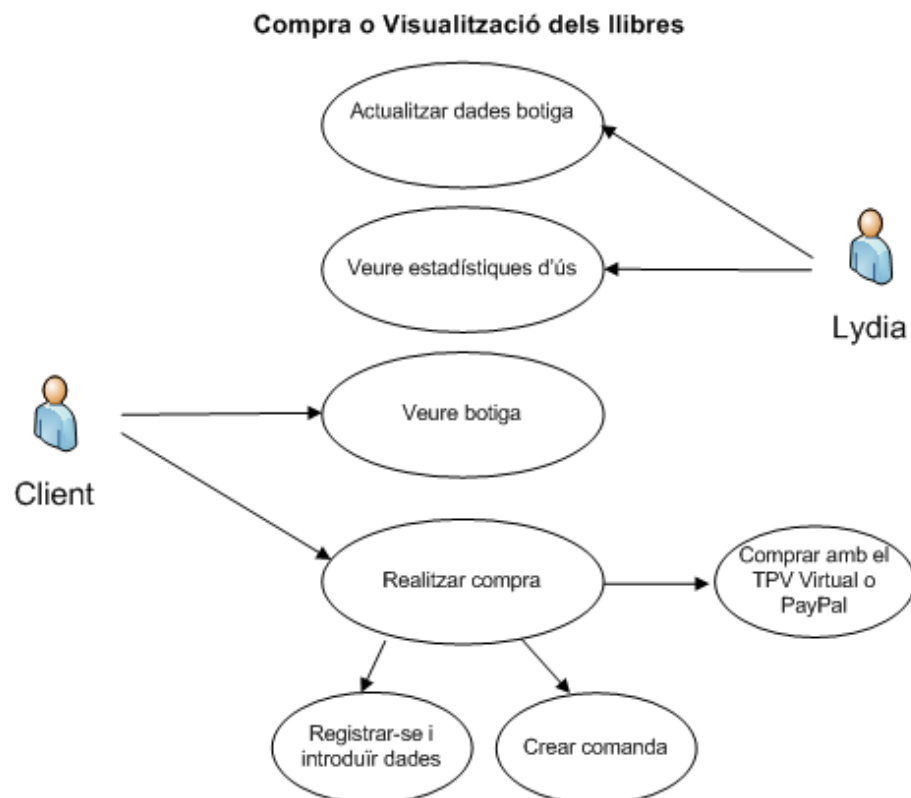 Compra o Visualització dels llibres
Actualitzar dades botiga
Veure estadístiques d'ús
Lydia
Veure botiga
Client
Realitzar compra
Comprar amb el
TPV Virtual o
PayPal
Registrar-se i
introduïr dades
Crear comanda